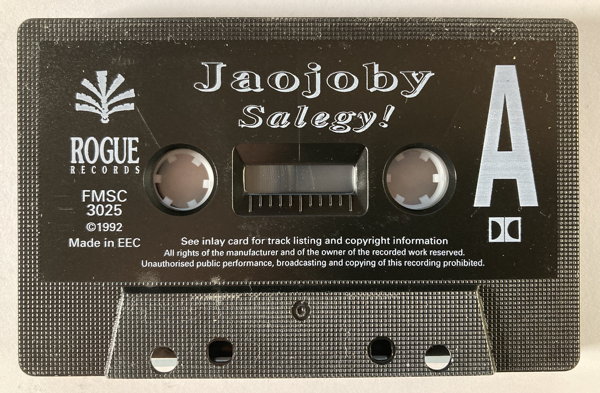 Jaojoby
Salegy!
A
ROGUE
RECORDS
FMSC
3025
©1992
Made in EEC
See inlay card for track listing and copyright information
All rights of the manufacturer and of the owner of the recorded work reserved.
Unauthorised public performance, broadcasting and copying of this recording prohibited.